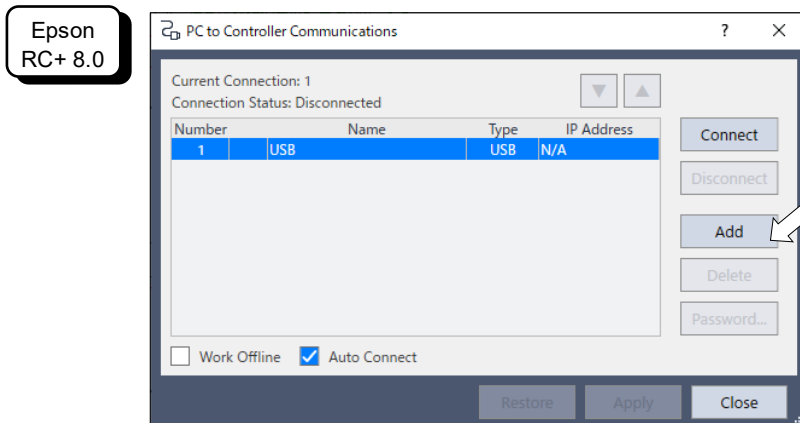 Epson
RC+ 8.0
PC to Controller Communications
?
Current Connection: 1
Connection Status: Disconnected
Number Name Type IP Address
1 USB USB N/A
Connect
Disconnect
Add
Delete
Password...
Work Offline Auto Connect
Restore Apply Close